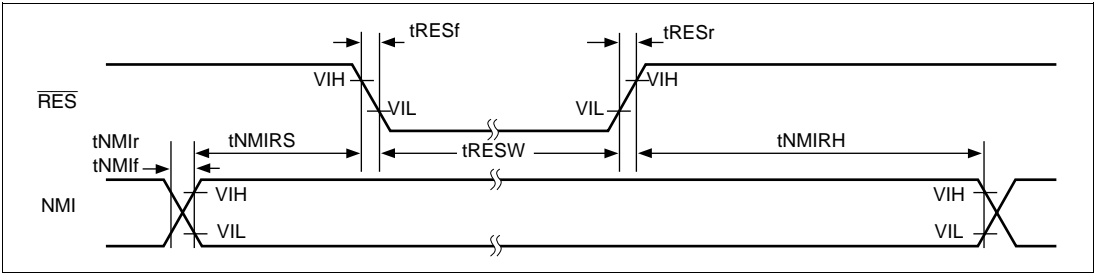 tRESf
tRESr
VIH
VIH
RES
VIL
VIL
tNMIr
tNMIf
tNMIRS
tRESW
tNMIRH
VIH
VIH
NMI
VIL
VIL